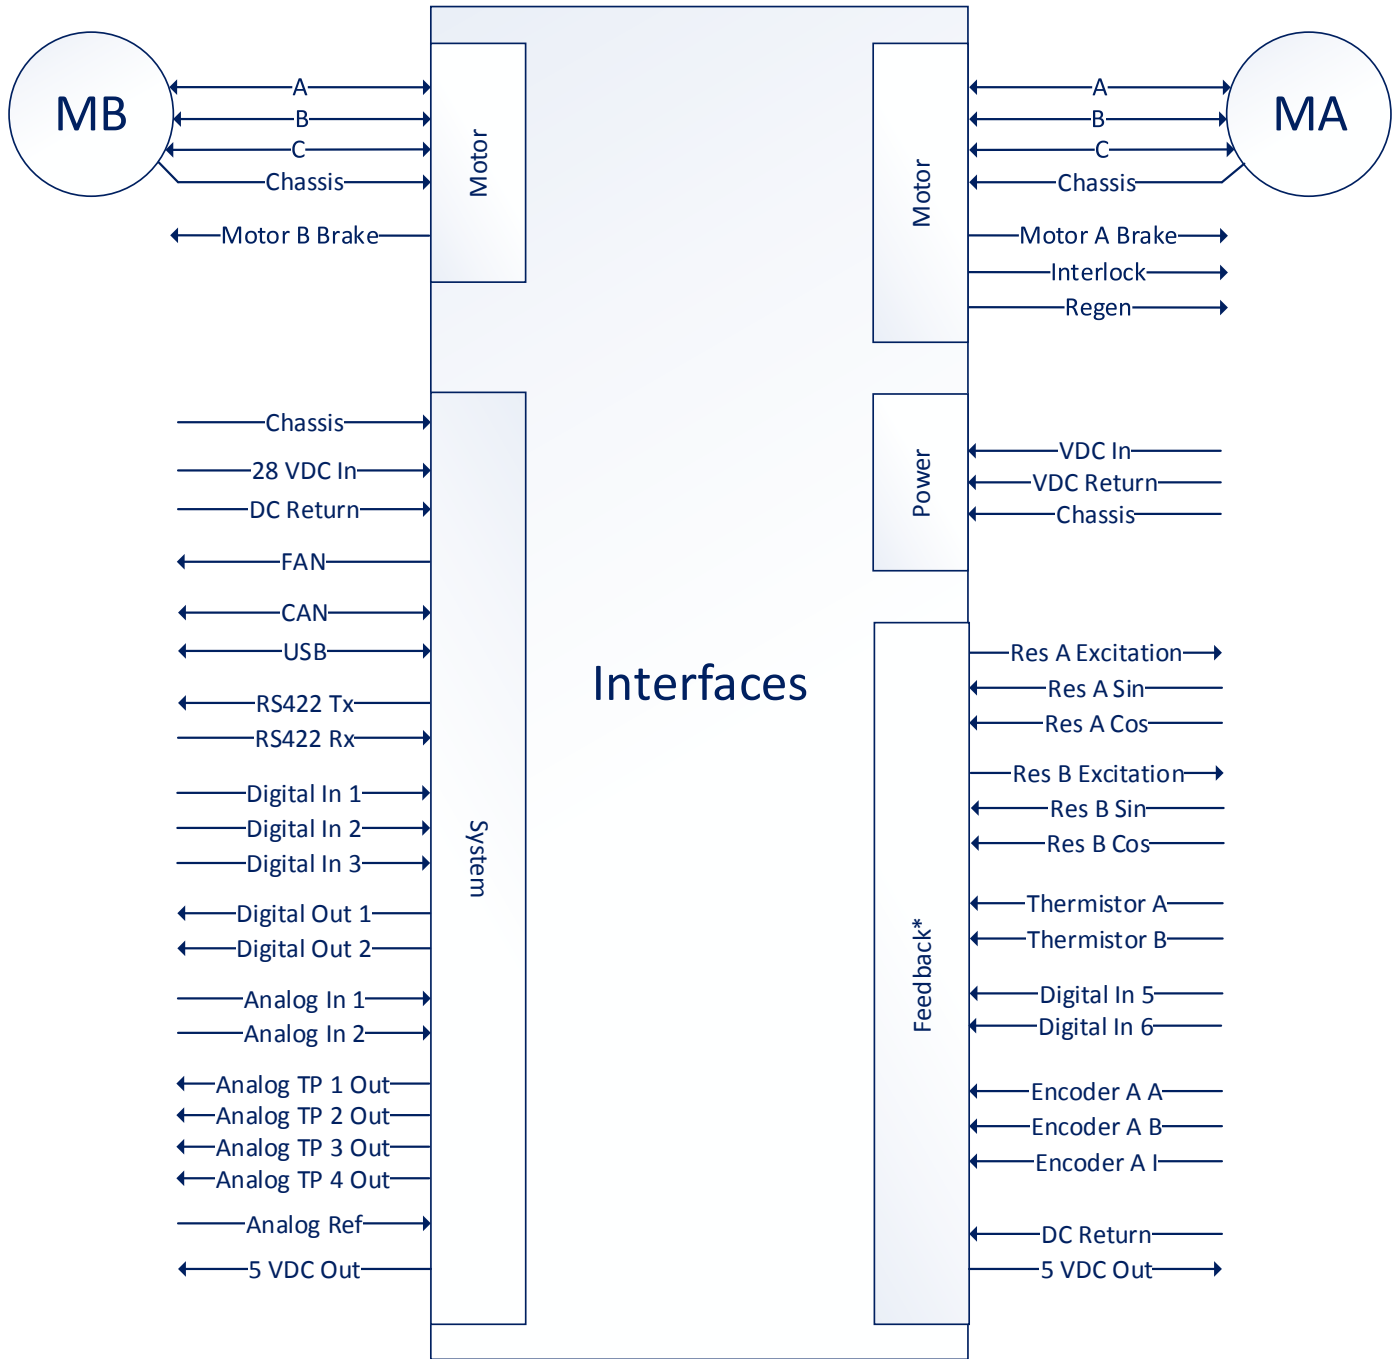 MB
A
B
C
Chassis
Motor B Brake
Motor
Chassis
28 VDC In
DC Return
FAN
CAN
USB
RS422 Tx
RS422 Rx
Digital In 1
Digital In 2
Digital In 3
Digital Out 1
Digital Out 2
Analog In 1
Analog In 2
Analog TP 1 Out
Analog TP 2 Out
Analog TP 3 Out
Analog TP 4 Out
Analog Ref
5 VDC Out
System
Interfaces
Motor
A
B
C
Chassis
Motor A Brake
Interlock
Regen
MA
Power
VDC In
VDC Return
Chassis
Feedback*
Res A Excitation
Res A Sin
Res A Cos
Res B Excitation
Res B Sin
Res B Cos
Thermistor A
Thermistor B
Digital In 5
Digital In 6
Encoder A A
Encoder A B
Encoder A I
DC Return
5 VDC Out